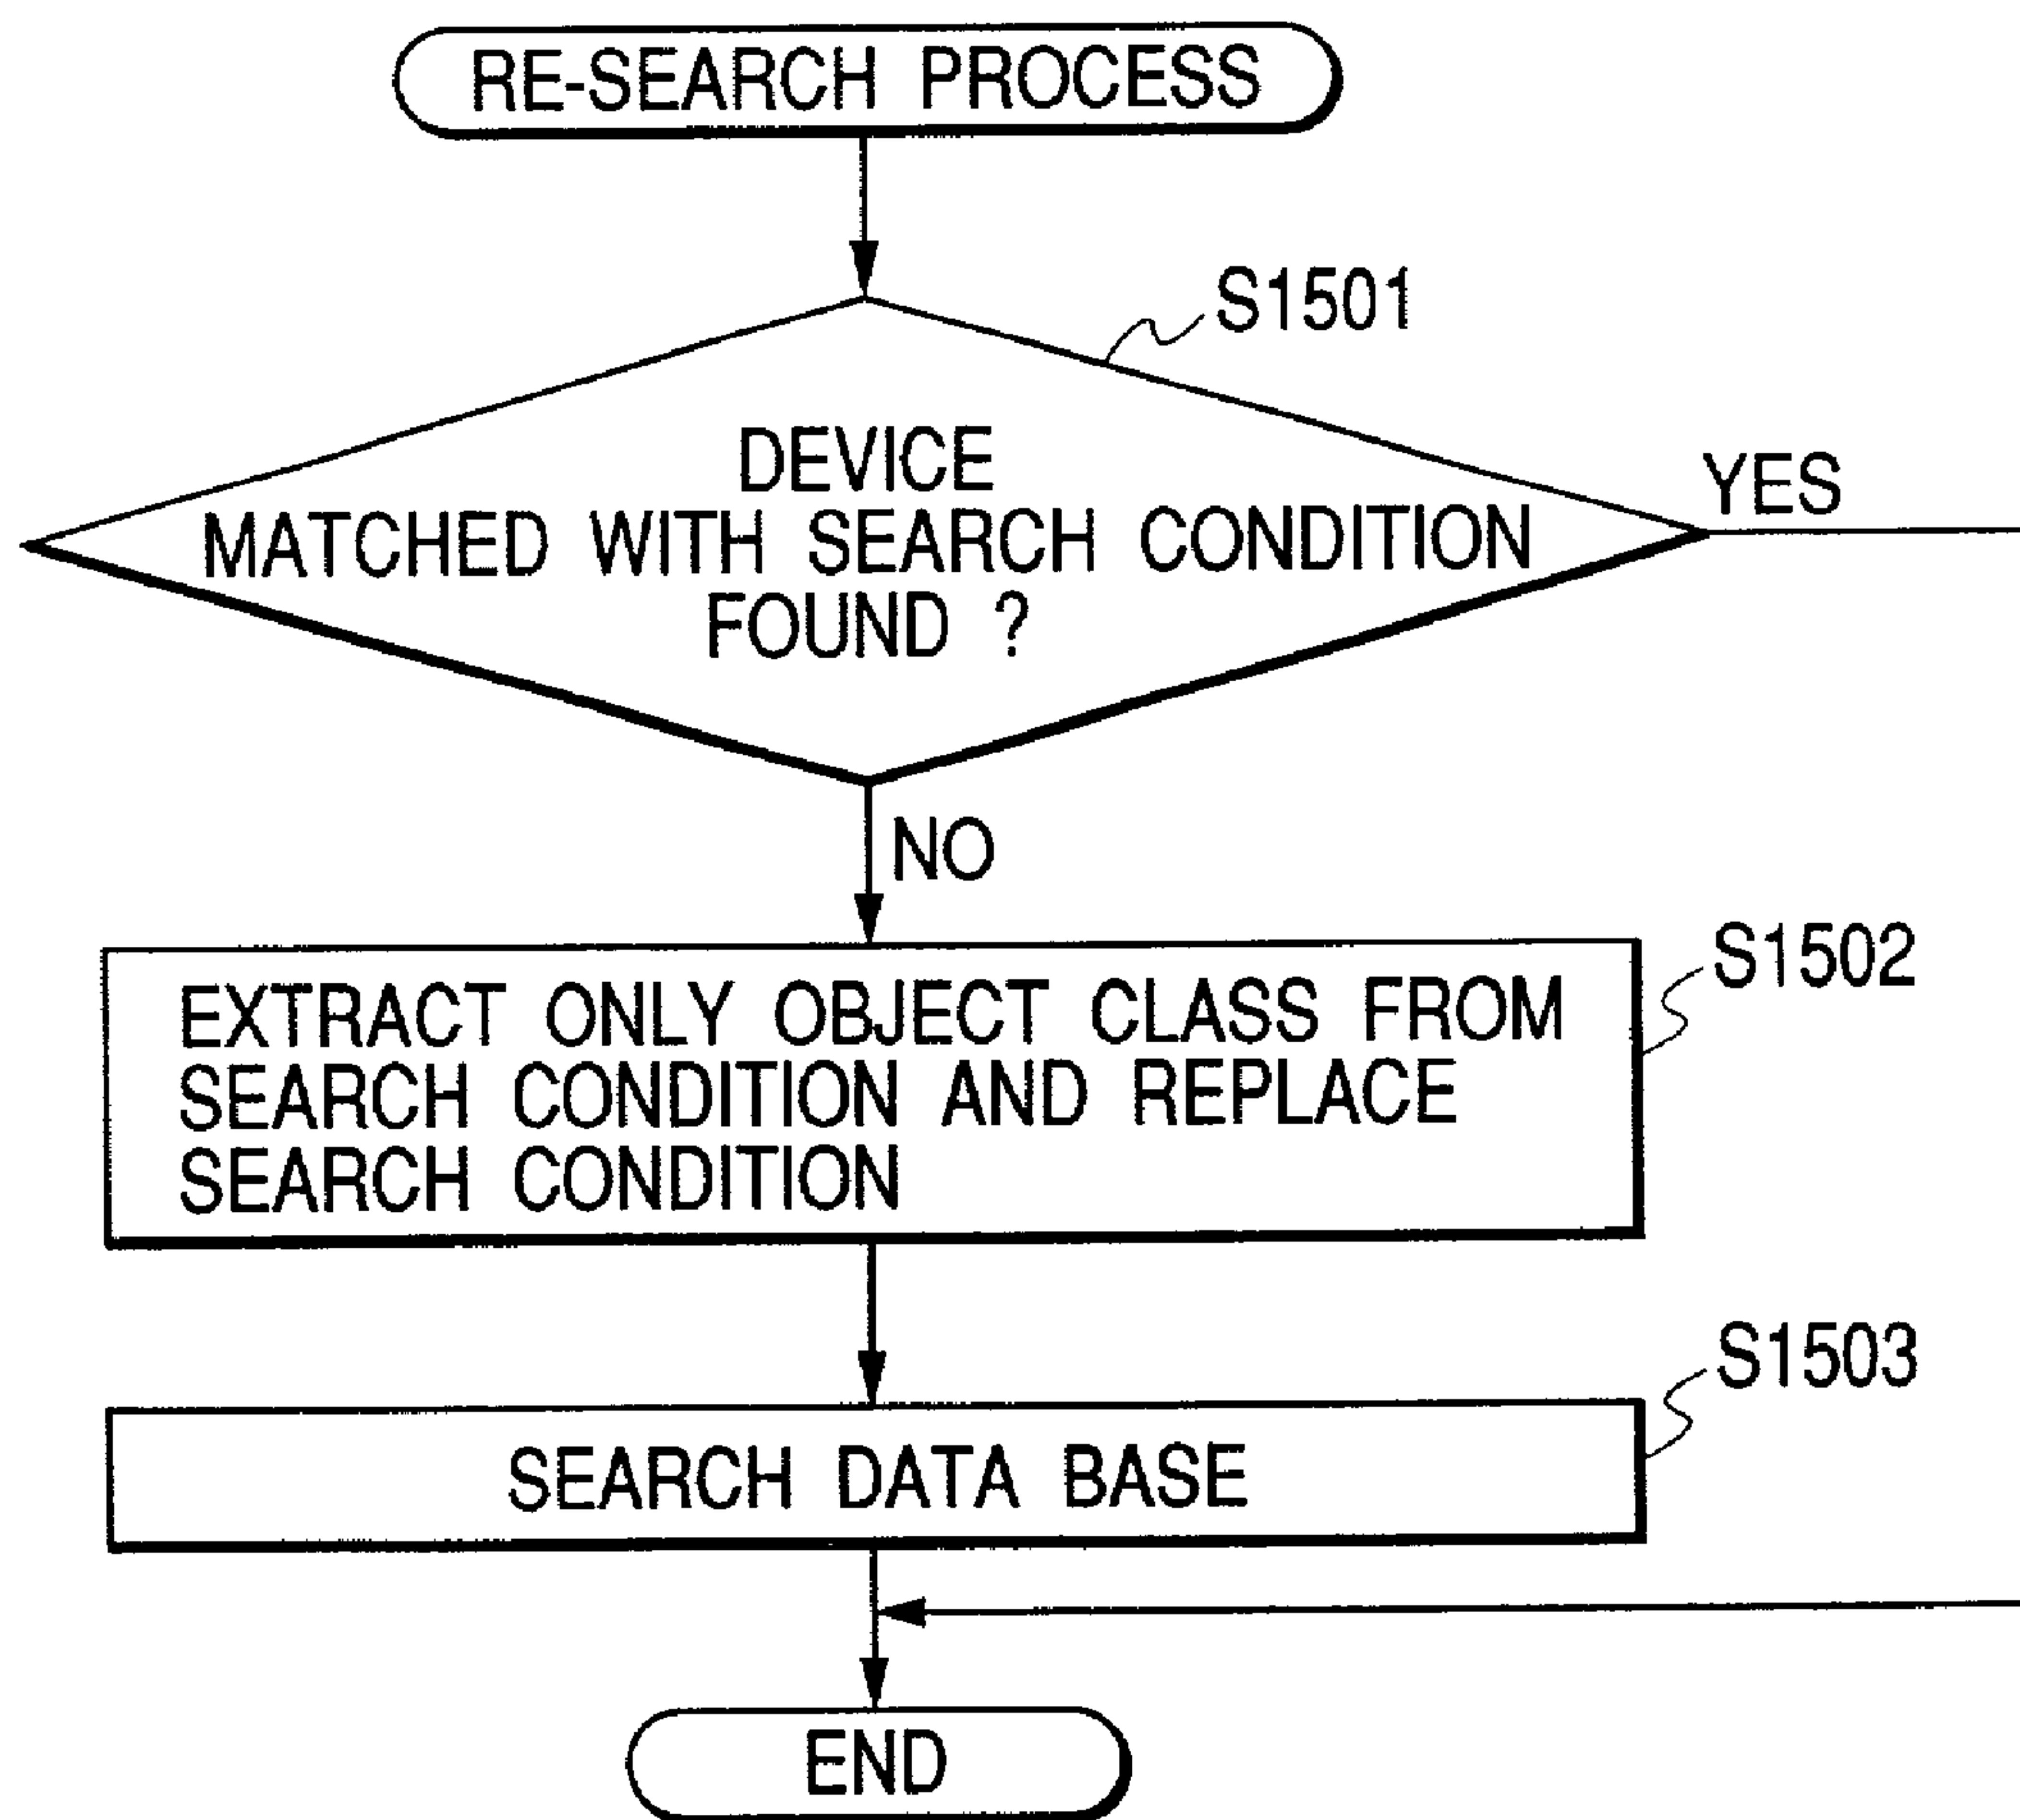 RE-SEARCH PROCESS
S1501
DEVICE
MATCHED WITH SEARCH CONDITION
FOUND ?
YES
NO
S1502
EXTRACT ONLY OBJECT CLASS FROM
SEARCH CONDITION AND REPLACE
SEARCH CONDITION
S1503
SEARCH DATA BASE
END